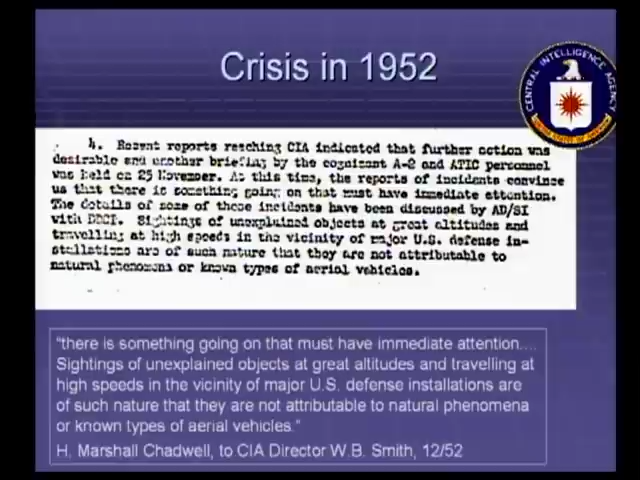 Crisis in 1952
CENTRAL INTELLIGENCE AGENCY
4. Recent reports reaching CIA indicated that further action was
desirable and another briefing by the cognizant A-2 and ATIC personnel
was held on 25 November. At this time, the reports of incidents convince
us that there is something going on that must have immediate attention.
The details of some of these incidents have been discussed by AD/SI
with DDCI. Sightings of unexplained objects at great altitudes and
travelling at high speeds in the vicinity of major U.S. defense in-
stallations are of such nature that they are not attributable to
natural phenomena or known types of aerial vehicles.
"there is something going on that must have immediate attention....
Sightings of unexplained objects at great altitudes and travelling at
high speeds in the vicinity of major U.S. defense installations are
of such nature that they are not attributable to natural phenomena
or known types of aerial vehicles."
H. Marshall Chadwell, to CIA Director W.B. Smith, 12/52